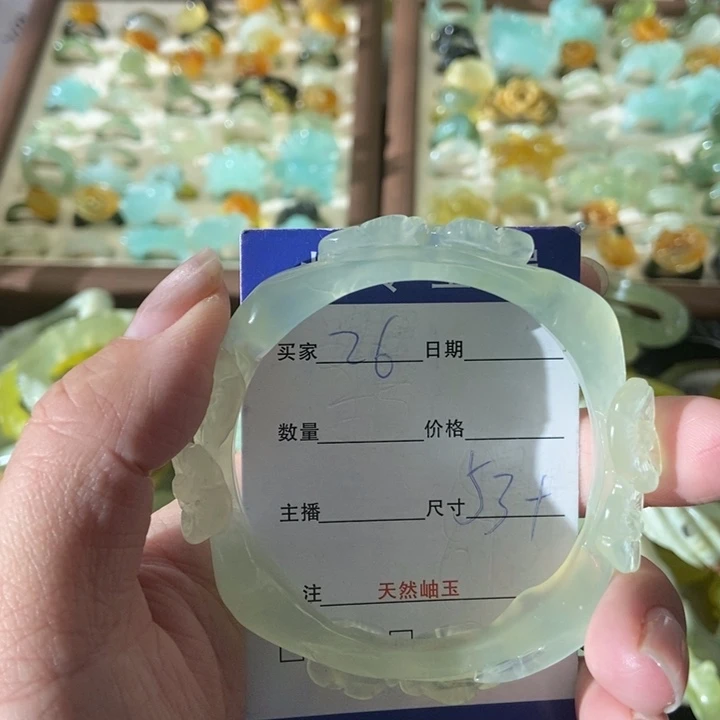 买家 26 日期
数量 价格
主播 尺寸 53+
注 天然岫玉